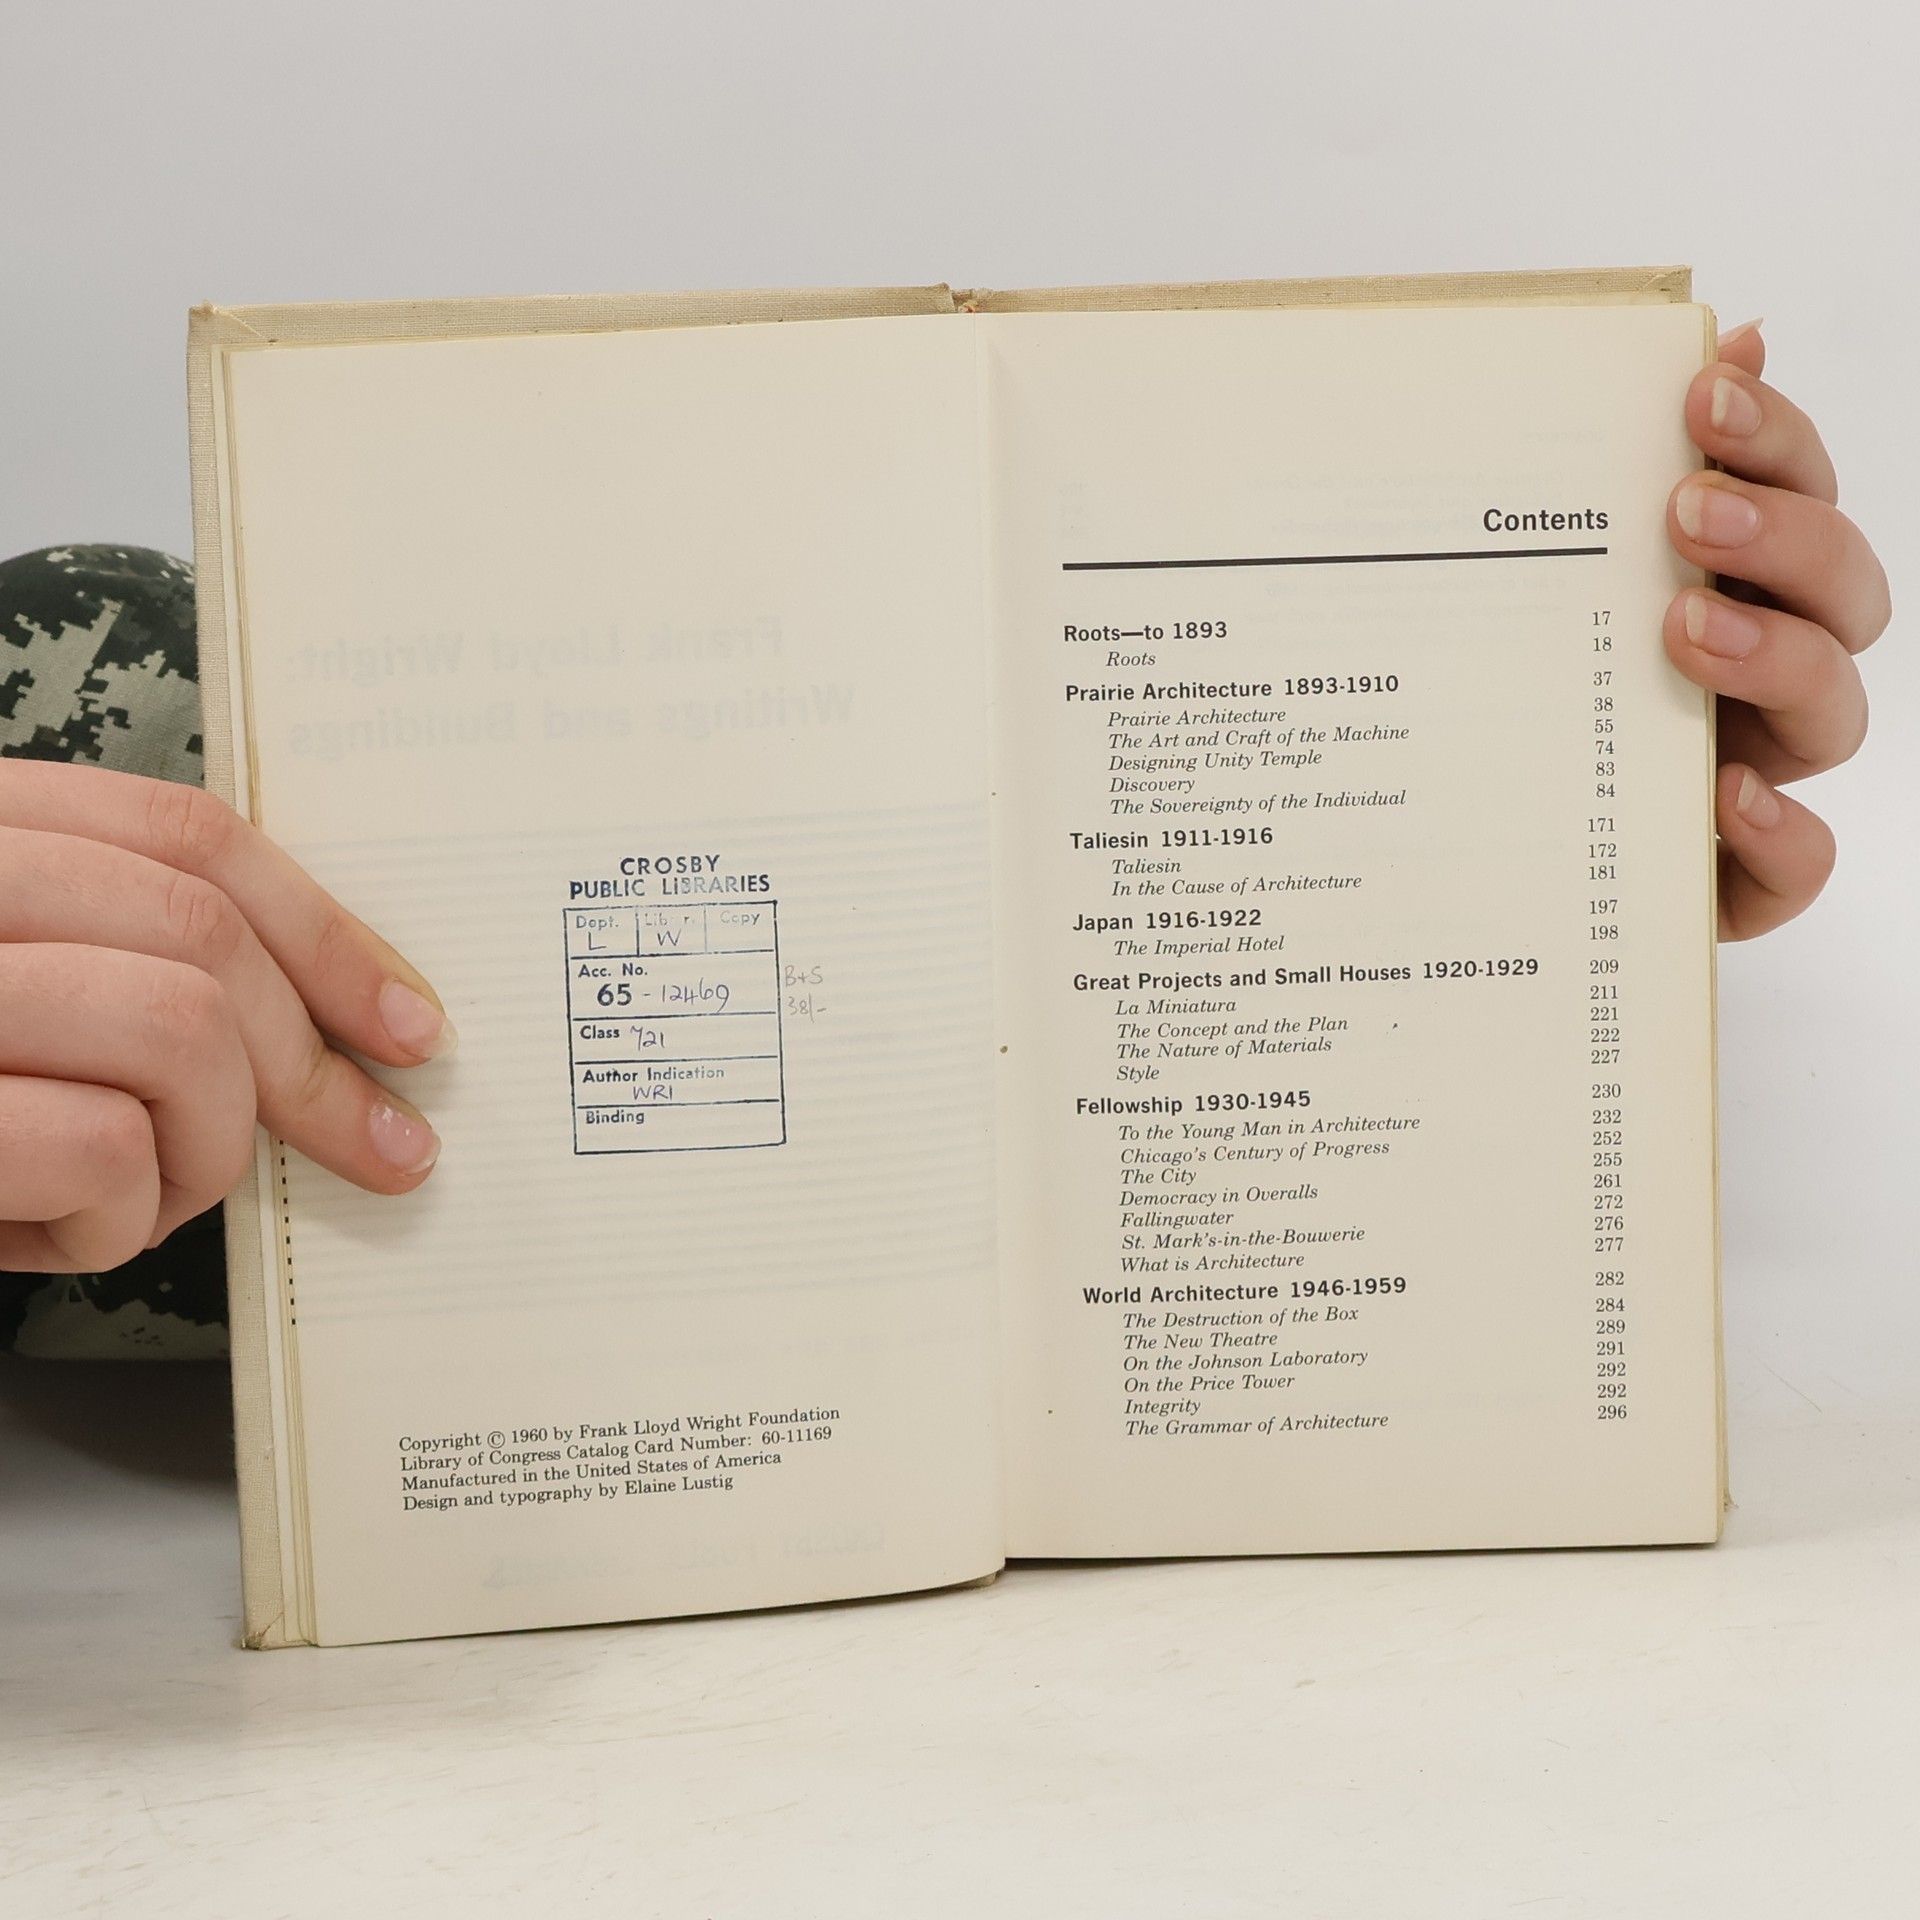 CROSBY
PUBLIC LIBRARIES
Dept. Copy
L W
Acc. No.
65 - 12469
B+S
38/-
Class 721
Author Indication
WRI
Binding
Copyright © 1960 by Frank Lloyd Wright Foundation
Library of Congress Catalog Card Number: 60-11169
Manufactured in the United States of America
Design and typography by Elaine Lustig
Contents
Roots—to 1893 17
Roots 18
Prairie Architecture 1893-1910 37
Prairie Architecture 38
The Art and Craft of the Machine 55
Designing Unity Temple 74
Discovery 83
The Sovereignty of the Individual 84
Taliesin 1911-1916 171
Taliesin 172
In the Cause of Architecture 181
Japan 1916-1922 197
The Imperial Hotel 198
Great Projects and Small Houses 1920-1929 209
La Miniatura 211
The Concept and the Plan 221
The Nature of Materials 222
Style 227
Fellowship 1930-1945 230
To the Young Man in Architecture 232
Chicago's Century of Progress 252
The City 255
Democracy in Overalls 261
Fallingwater 272
St. Mark's-in-the-Bouwerie 276
What is Architecture 277
World Architecture 1946-1959 282
The Destruction of the Box 284
The New Theatre 289
On the Johnson Laboratory 291
On the Price Tower 292
Integrity 292
The Grammar of Architecture 296